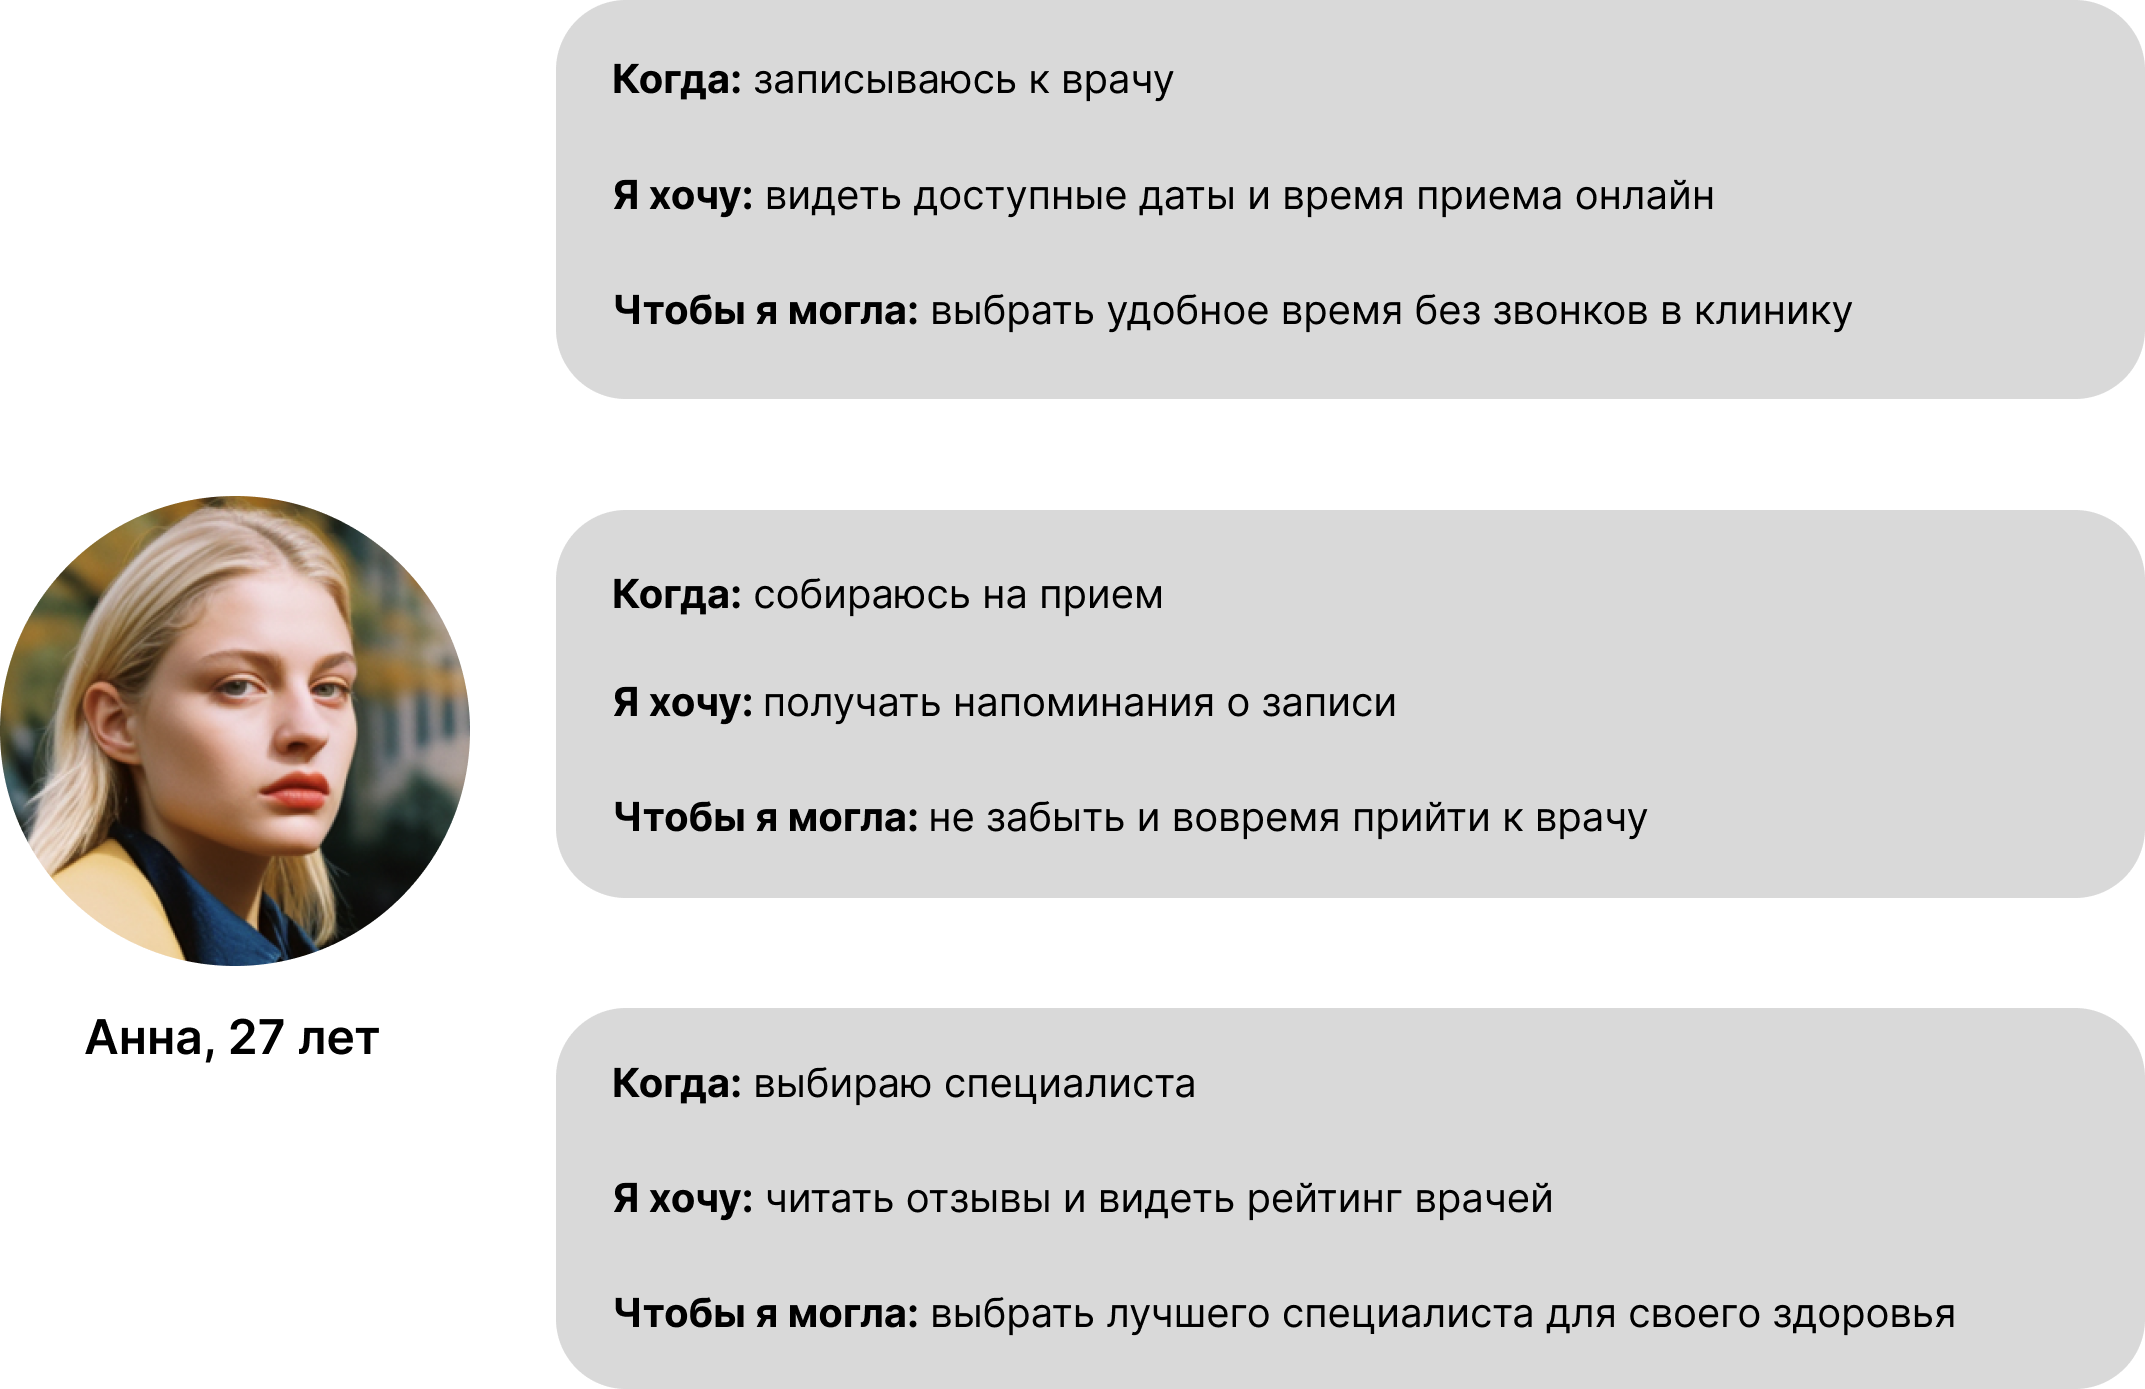 Когда: записываюсь к врачу
Я хочу: видеть доступные даты и время приема онлайн
Чтобы я могла: выбрать удобное время без звонков в клинику
Когда: собираюсь на прием
Я хочу: получать напоминания о записи
Чтобы я могла: не забыть и вовремя прийти к врачу
Анна, 27 лет
Когда: выбираю специалиста
Я хочу: читать отзывы и видеть рейтинг врачей
Чтобы я могла: выбрать лучшего специалиста для своего здоровья